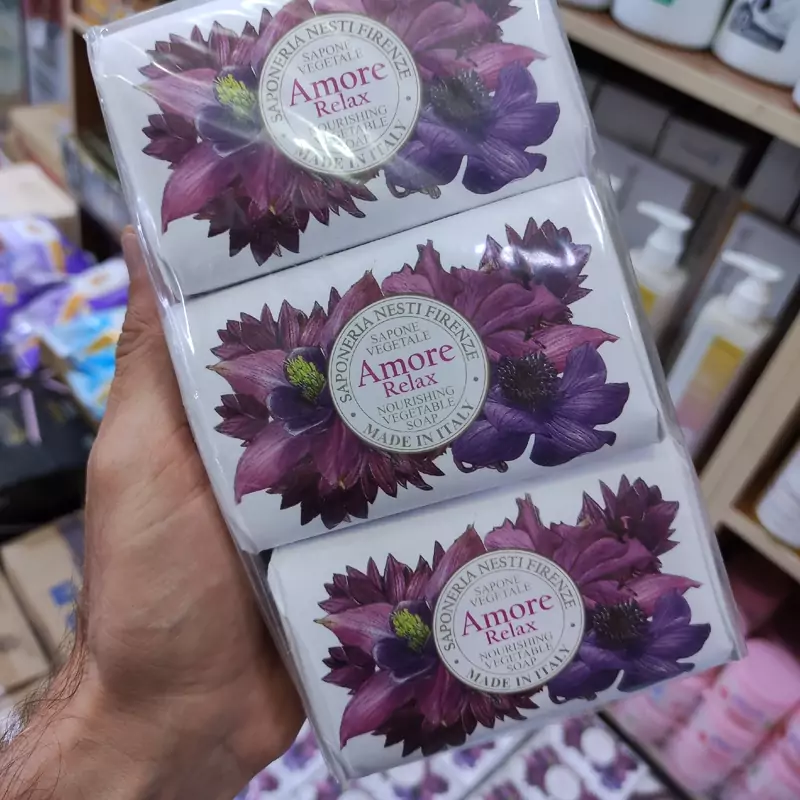 SAPONERIA NESTI FIRENZE
SAPONE
VEGETALE
Amore
Relax
NOURISHING
VEGETABLE
SOAP
• MADE IN ITALY •
SAPONERIA NESTI FIRENZE
SAPONE
VEGETALE
Amore
Relax
NOURISHING
VEGETABLE
SOAP
• MADE IN ITALY •
SAPONERIA NESTI FIRENZE
SAPONE
VEGETALE
Amore
Relax
NOURISHING
VEGETABLE
SOAP
• MADE IN ITALY •